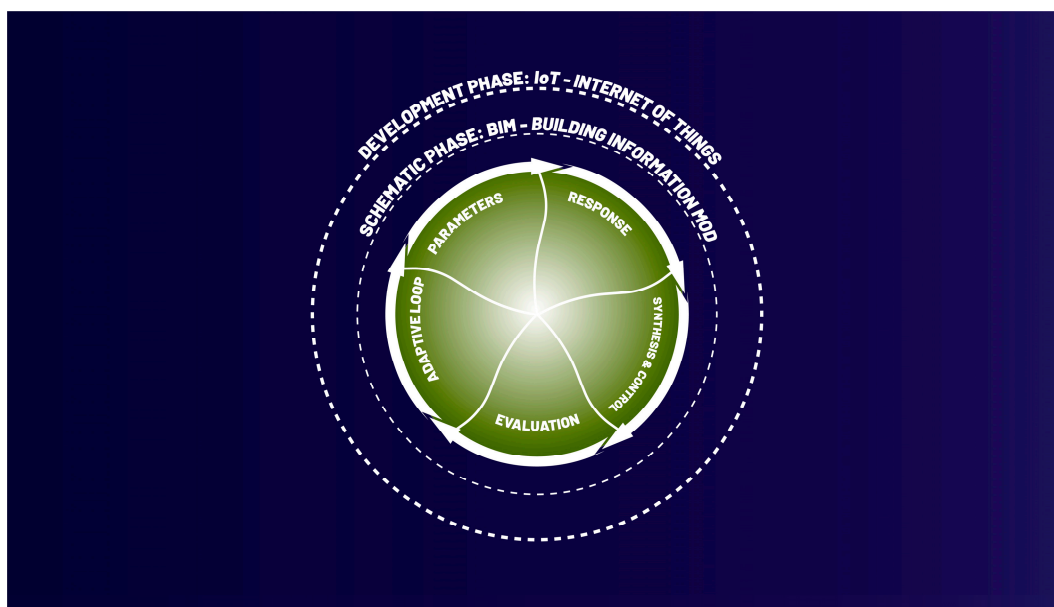 DEVELOPMENT PHASE: IoT - INTERNET OF THINGS
SCHEMATIC PHASE: BIM - BUILDING INFORMATION MOD
PARAMETERS
RESPONSE
SYNTHESIS & CONTROL
EVALUATION
ADAPTIVE LOOP